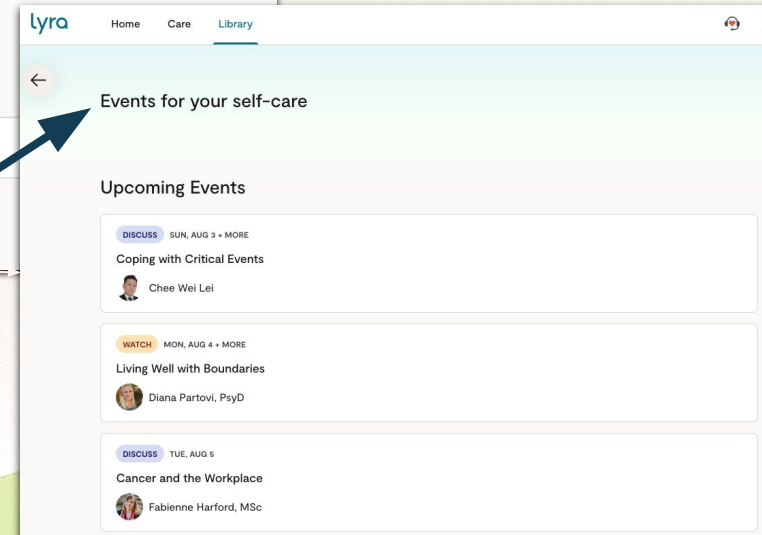 lyra
Home Care Library
Events for your self-care
Upcoming Events
DISCUSS SUN, AUG 3 + MORE
Coping with Critical Events
Chee Wei Lei
WATCH MON, AUG 4 + MORE
Living Well with Boundaries
Diana Partovi, PsyD
DISCUSS TUE, AUG 5
Cancer and the Workplace
Fabienne Harford, MSc